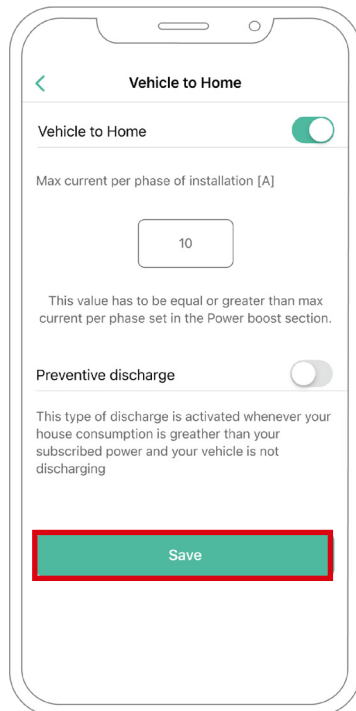 Vehicle to Home
Vehicle to Home
Max current per phase of installation [A]
10
This value has to be equal or greater than max
current per phase set in the Power boost section.
Preventive discharge
This type of discharge is activated whenever your
house consumption is greather than your
subscribed power and your vehicle is not
discharging
Save